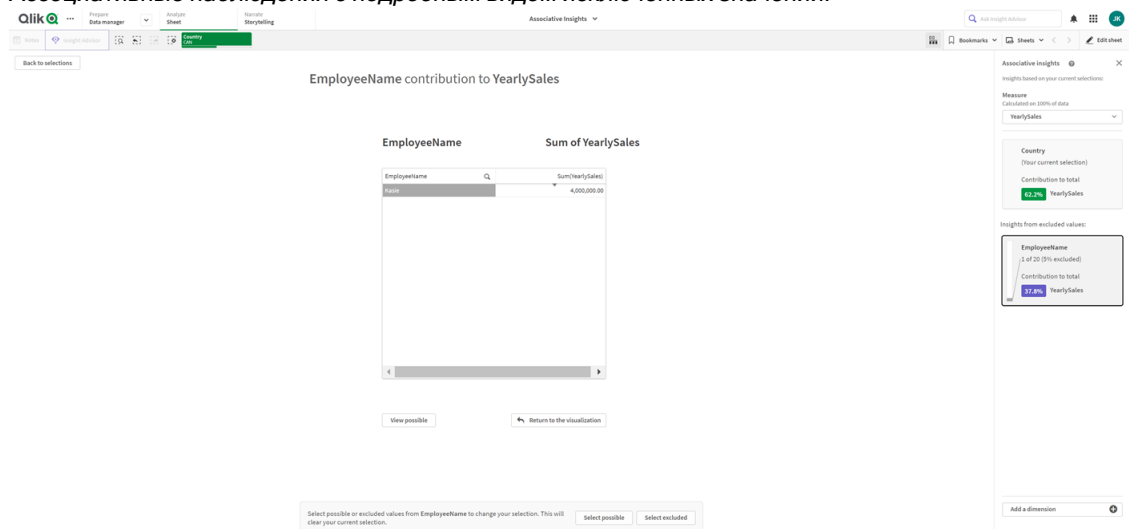 Ассоциативные наблюдения с подробным видом исключенных значений.
Qlik
Prepare
Data manager
Analyze
Sheet
Narrate
Storytelling
Associative Insights
Ask Insight Advisor
JK
Notes
Insight Advisor
Country
CAN
Bookmarks
Sheets
Edit sheet
Back to selections
EmployeeName contribution to YearlySales
EmployeeName Sum of YearlySales
EmployeeName Sum(YearlySales)
Kasie 4,000,000.00
View possible
Return to the visualization
Select possible or excluded values from EmployeeName to change your selection. This will
clear your current selection.
Select possible
Select excluded
Associative insights
Insights based on your current selections:
Measure
Calculated on 100% of data
YearlySales
Country
(Your current selection)
Contribution to total
62.2% YearlySales
Insights from excluded values:
EmployeeName
1 of 20 (5% excluded)
Contribution to total
37.8% YearlySales
Add a dimension